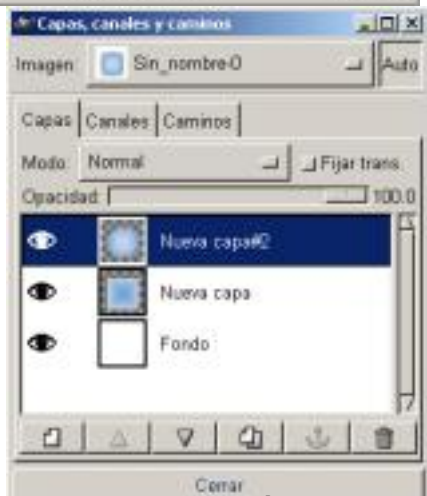 Capas, canales y caminos
Imagen: Sin_nombre-0 Auto
Capas Canales Caminos
Modo: Normal Fijar trans.
Opacidad: 100.0
Nueva capa#2
Nueva capa
Fondo
Cerrar